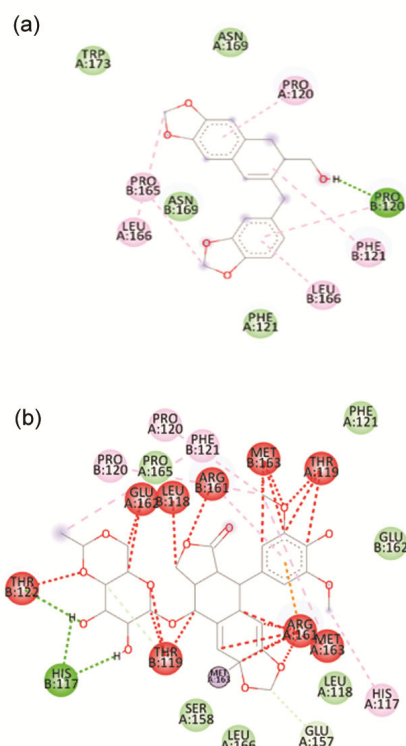 (a)
TRP
A:173
ASN
A:169
PRO
A:120
PRO
B:165
ASN
B:169
LEU
A:166
H
PRO
B:120
PHE
B:121
LEU
B:166
PHE
A:121
(b)
PRO
A:120
PHE
B:121
PRO
B:120
PRO
A:165
GLU
A:162
LEU
B:118
ARG
B:161
MET
B:163
THR
A:119
PHE
A:121
GLU
B:162
THR
B:122
H
H
HIS
B:117
THR
B:119
ARG
A:161
MET
A:163
LEU
A:118
HIS
A:117
SER
A:158
LEU
A:166
GLU
A:157